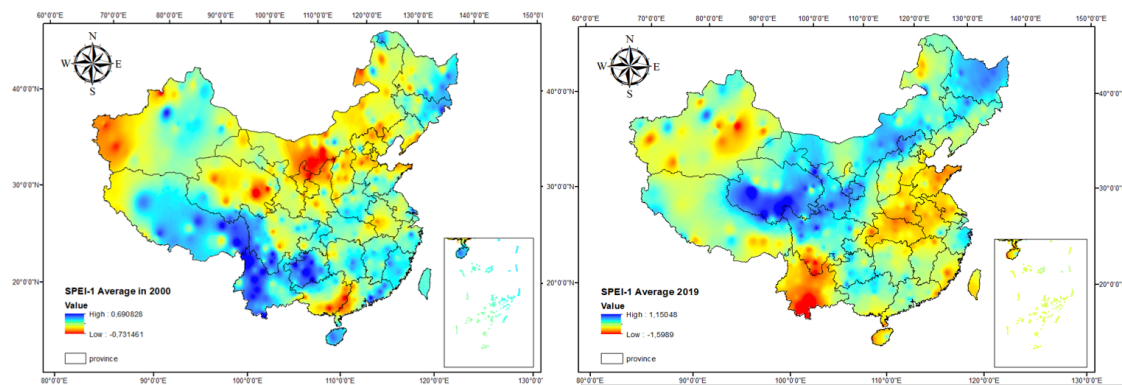 60°0'0"E 70°0'0"E 80°0'0"E 90°0'0"E 100°0'0"E 110°0'0"E 120°0'0"E 130°0'0"E 140°0'0"E 150°0'0"E
N
W E
S
40°0'0"N
30°0'0"N
20°0'0"N
SPEI-1 Average in 2000
Value
High : 0,690828
Low : -0,731461
province
80°0'0"E 90°0'0"E 100°0'0"E 110°0'0"E 120°0'0"E 130°0'0"E
60°0'0"E 70°0'0"E 80°0'0"E 90°0'0"E 100°0'0"E 110°0'0"E 120°0'0"E 130°0'0"E 140°0'0"E 150°0'0"E
N
W E
S
40°0'0"N
30°0'0"N
20°0'0"N
SPEI-1 Average 2019
Value
High : 1,15048
Low : -1,5989
province
80°0'0"E 90°0'0"E 100°0'0"E 110°0'0"E 120°0'0"E 130°0'0"E
40°0'0"N
30°0'0"N
20°0'0"N